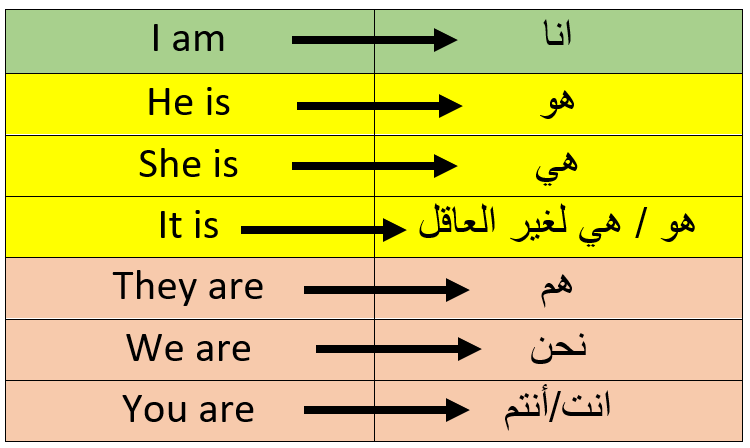 I am انا
He is هو
She is هي
It is هو / هي لغير العاقل
They are هم
We are نحن
You are انت/أنتم